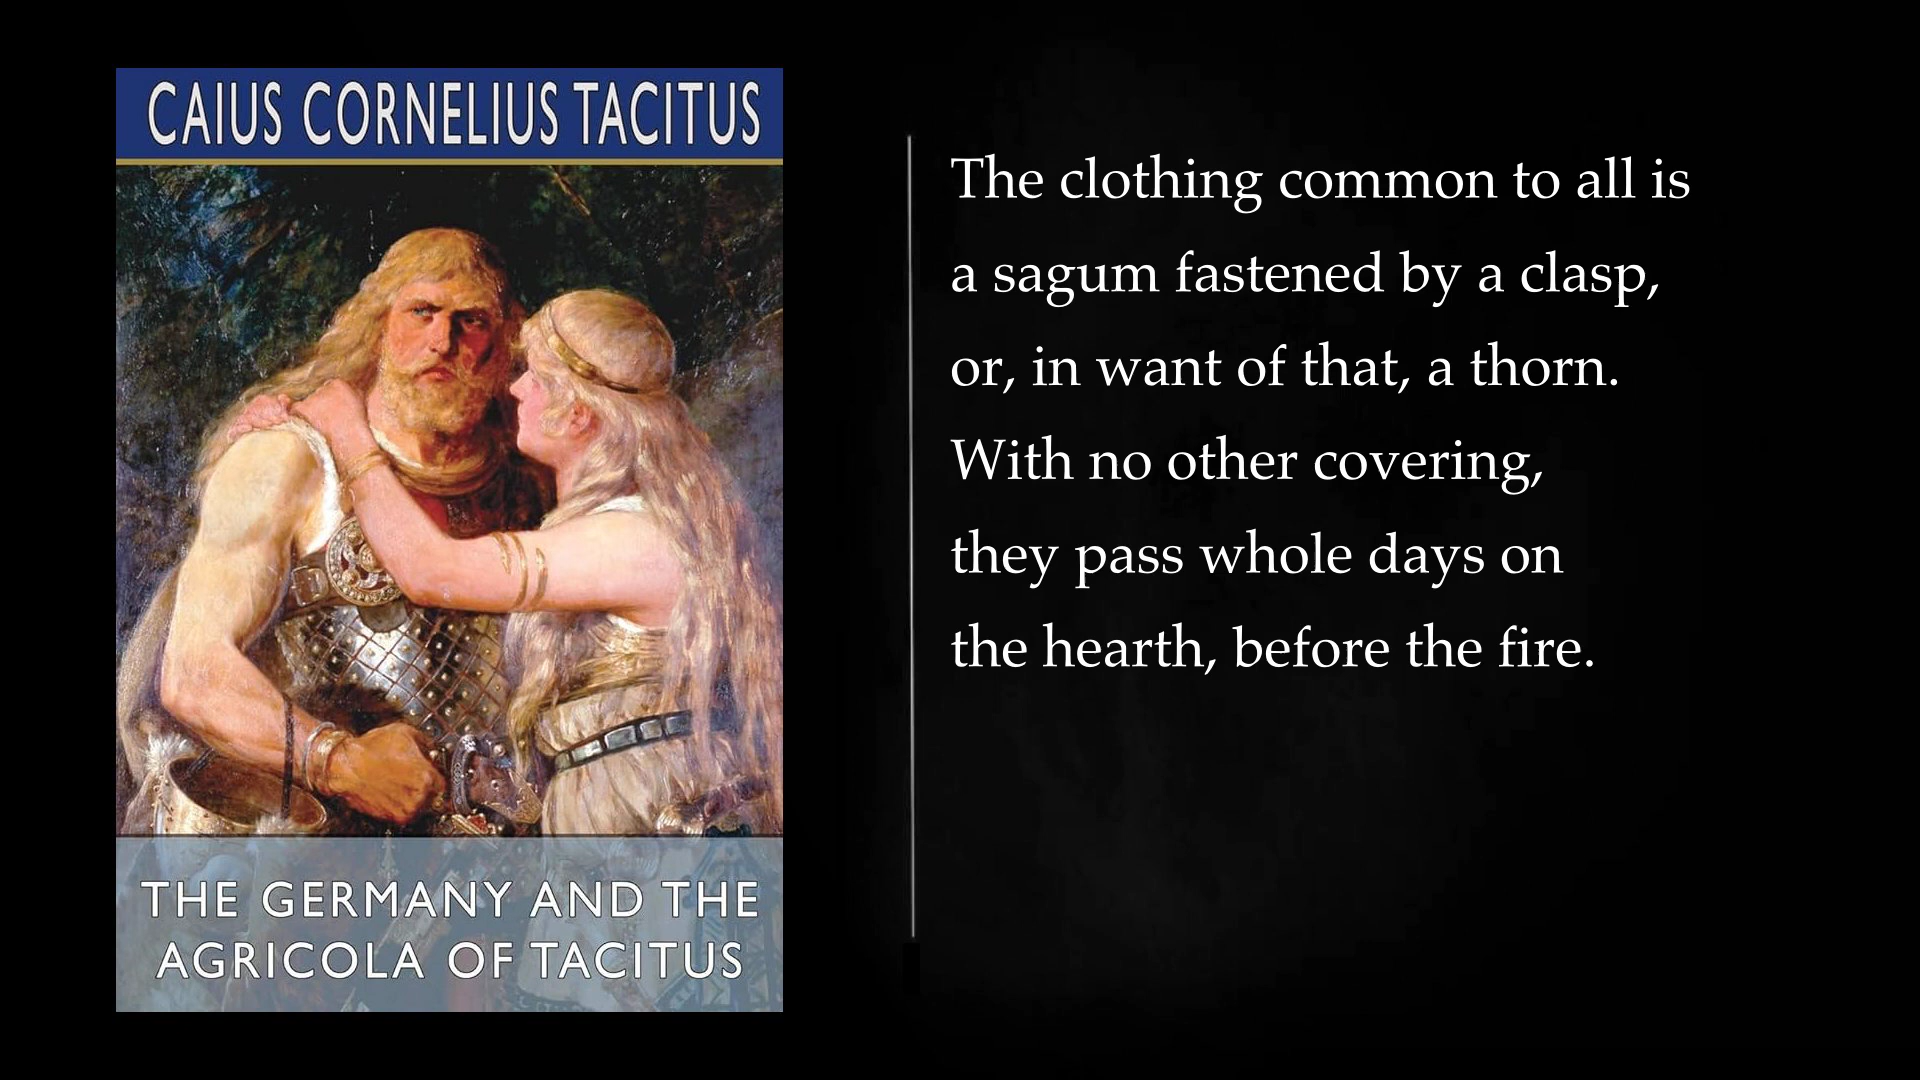 CAIUS CORNELIUS TACITUS
THE GERMANY AND THE
AGRICOLA OF TACITUS
The clothing common to all is
a sagum fastened by a clasp,
or, in want of that, a thorn.
With no other covering,
they pass whole days on
the hearth, before the fire.